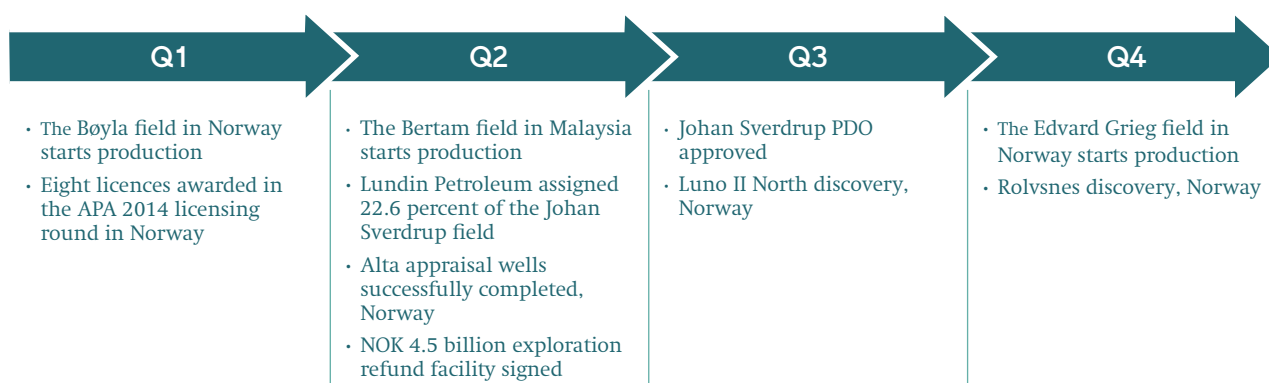 Q1
· The Bøyla field in Norway
starts production
· Eight licences awarded in
the APA 2014 licensing
round in Norway
Q2
· The Bertam field in Malaysia
starts production
· Lundin Petroleum assigned
22.6 percent of the Johan
Sverdrup field
· Alta appraisal wells
successfully completed,
Norway
· NOK 4.5 billion exploration
refund facility signed
Q3
· Johan Sverdrup PDO
approved
· Luno II North discovery,
Norway
Q4
· The Edvard Grieg field in
Norway starts production
· Rolvsnes discovery, Norway